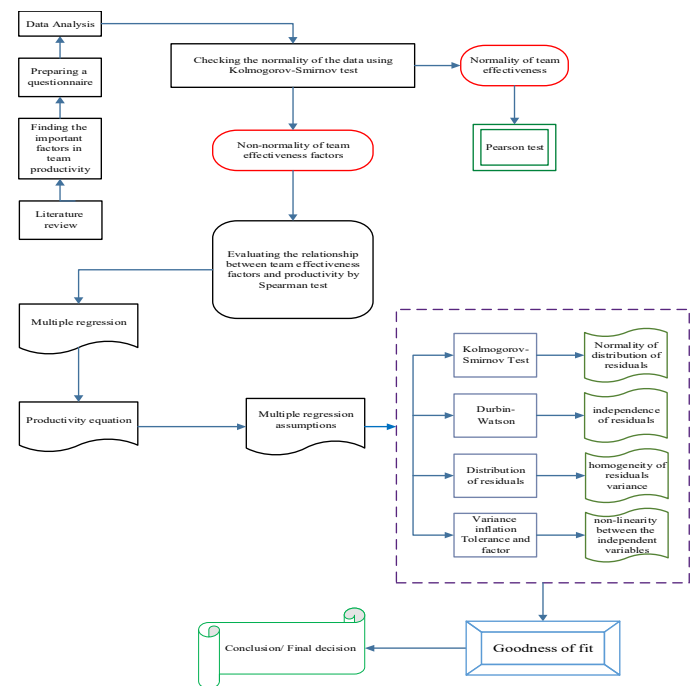 Data Analysis
Preparing a
questionnaire
Finding the
important
factors in
team
productivity
Literature
review
Checking the normality of the data using
Kolmogorov-Smirnov test
Normality of team
effectiveness
Pearson test
Non-normality of team
effectiveness factors
Evaluating the relationship
between team effectiveness
factors and productivity by
Spearman test
Multiple regression
Productivity equation
Multiple regression
assumptions
Kolmogorov-
Smirnov Test
Normality of
distribution of
residuals
Durbin-
Watson
independence
of residuals
Distribution
of residuals
homogeneity of
residuals
variance
Variance
inflation
Tolerance and
factor
non-linearity
between the
independent
variables
Goodness of fit
Conclusion/ Final decision